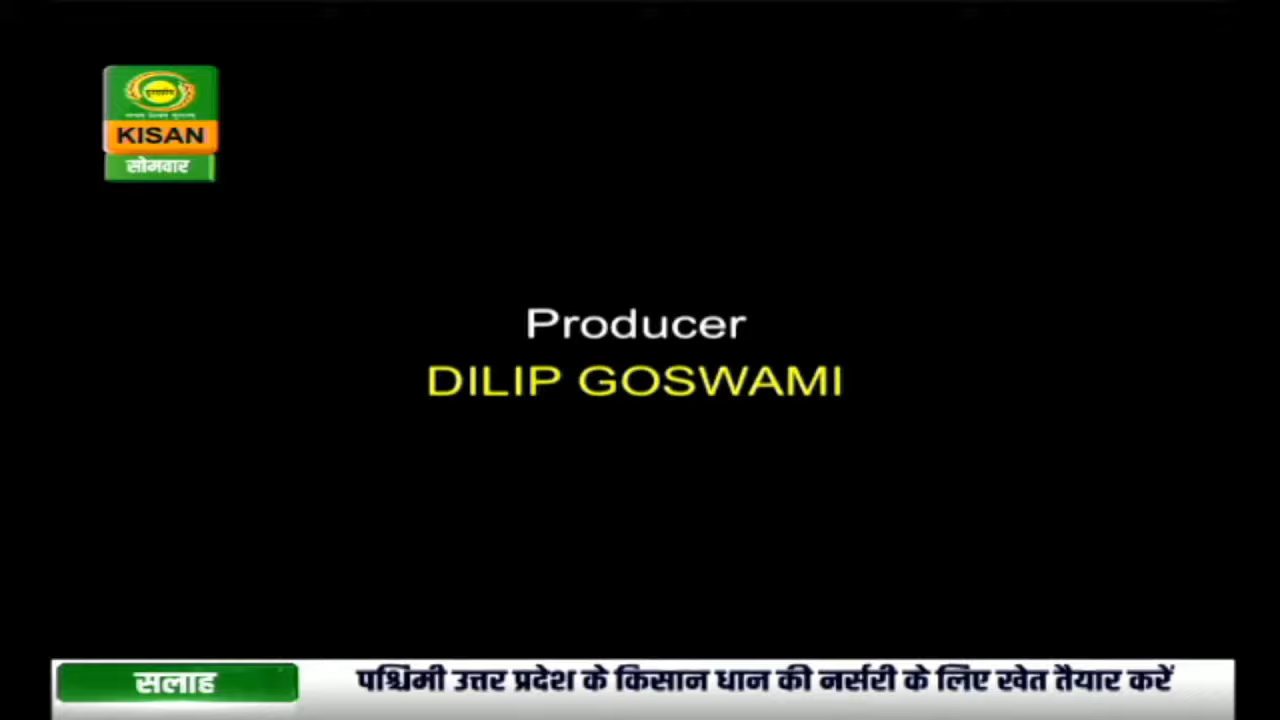 KISAN
सोमवार
Producer
DILIP GOSWAMI
सलाह
पश्चिमी उत्तर प्रदेश के किसान धान की नर्सरी के लिए खेत तैयार करें